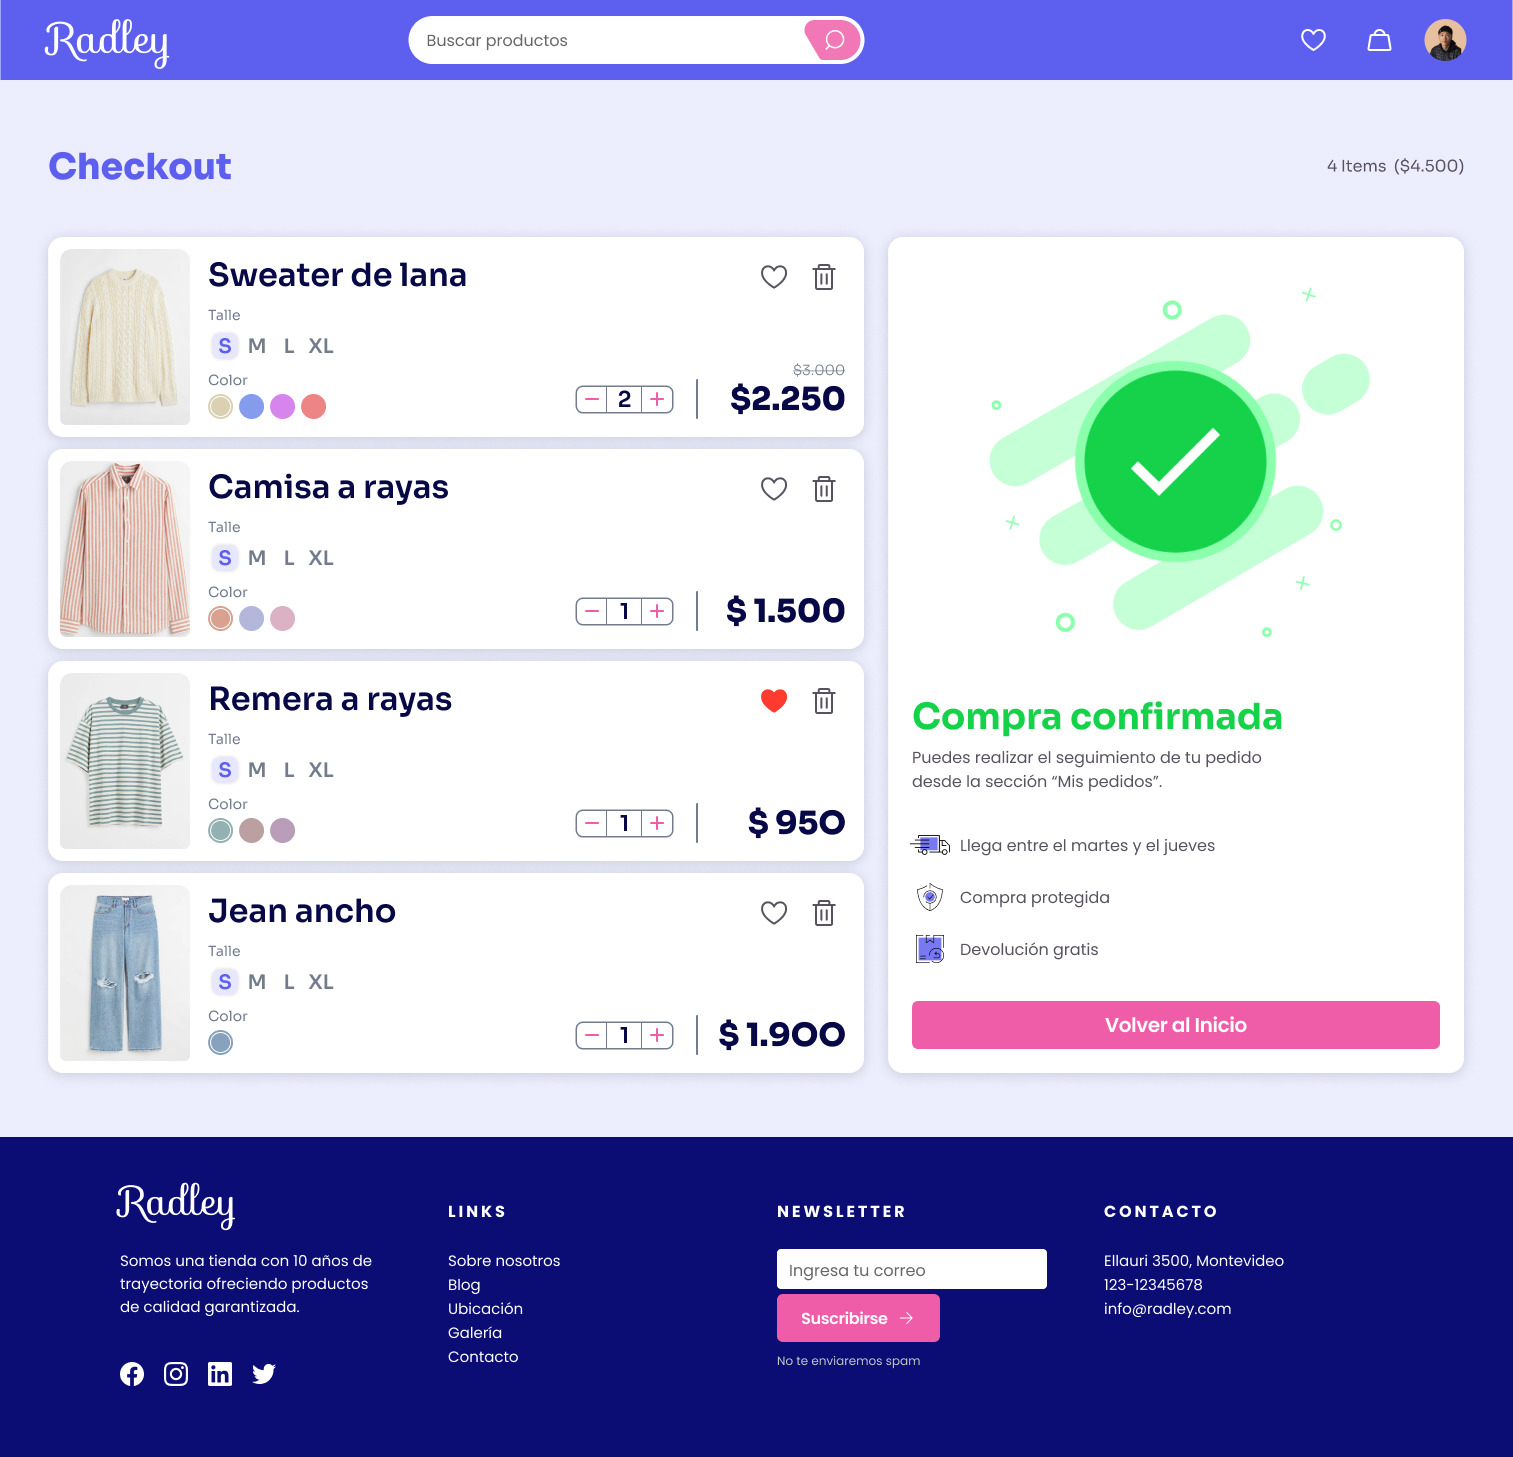 Radley
Buscar productos
Checkout
4 Items ($4.500)
Sweater de lana
Talle
S M L XL
Color
$3.000
2
$2.250
Camisa a rayas
Talle
S M L XL
Color
1
$ 1.500
Remera a rayas
Talle
S M L XL
Color
1
$ 950
Jean ancho
Talle
S M L XL
Color
1
$ 1.900
Compra confirmada
Puedes realizar el seguimiento de tu pedido
desde la sección “Mis pedidos”.
Llega entre el martes y el jueves
Compra protegida
Devolución gratis
Volver al Inicio
Radley
Somos una tienda con 10 años de
trayectoria ofreciendo productos
de calidad garantizada.
LINKS
Sobre nosotros
Blog
Ubicación
Galería
Contacto
NEWSLETTER
Ingresa tu correo
Suscribirse
No te enviaremos spam
CONTACTO
Ellauri 3500, Montevideo
123-12345678
info@radley.com